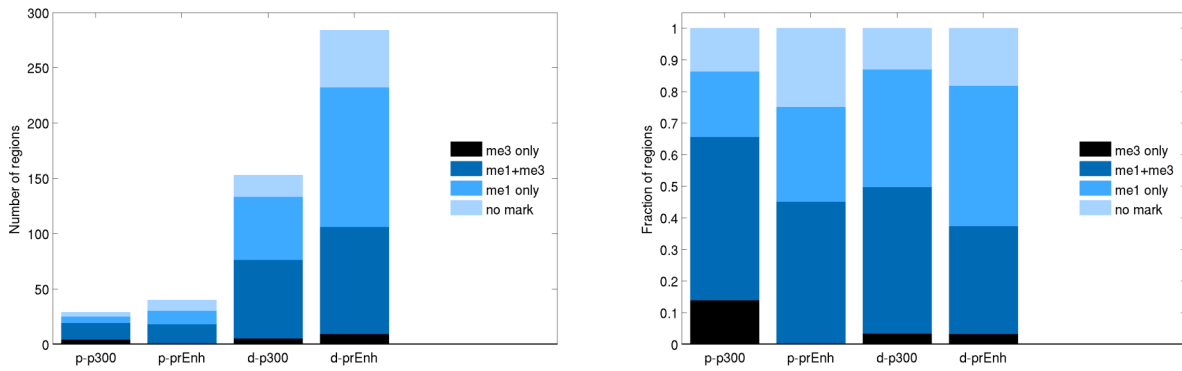 300
250
200
150
100
50
0
Number of regions
p-p300 p-prEnh d-p300 d-prEnh
me3 only
me1+me3
me1 only
no mark
1
0.9
0.8
0.7
0.6
0.5
0.4
0.3
0.2
0.1
0
Fraction of regions
p-p300 p-prEnh d-p300 d-prEnh
me3 only
me1+me3
me1 only
no mark